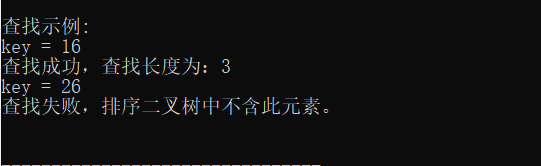 查找示例:
key = 16
查找成功，查找长度为：3
key = 26
查找失败，排序二叉树中不含此元素。
--------------------------------